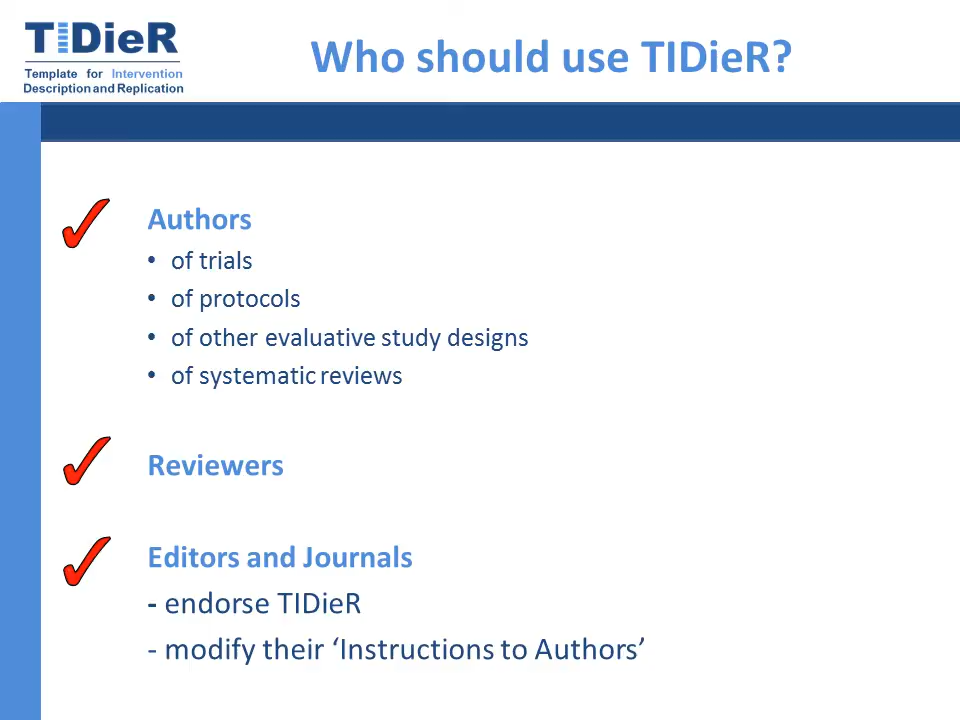 TIDieR
Template for Intervention
Description and Replication
Who should use TIDieR?
Authors
• of trials
• of protocols
• of other evaluative study designs
• of systematic reviews
Reviewers
Editors and Journals
- endorse TIDieR
- modify their ‘Instructions to Authors’